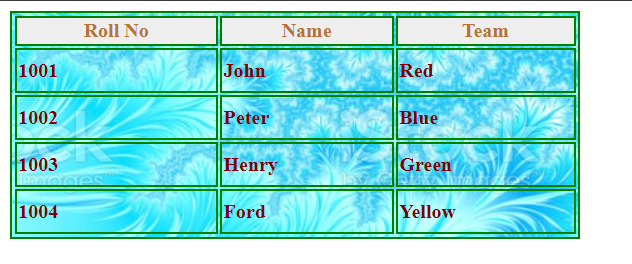 Roll No Name Team
1001 John Red
1002 Peter Blue
1003 Henry Green
1004 Ford Yellow